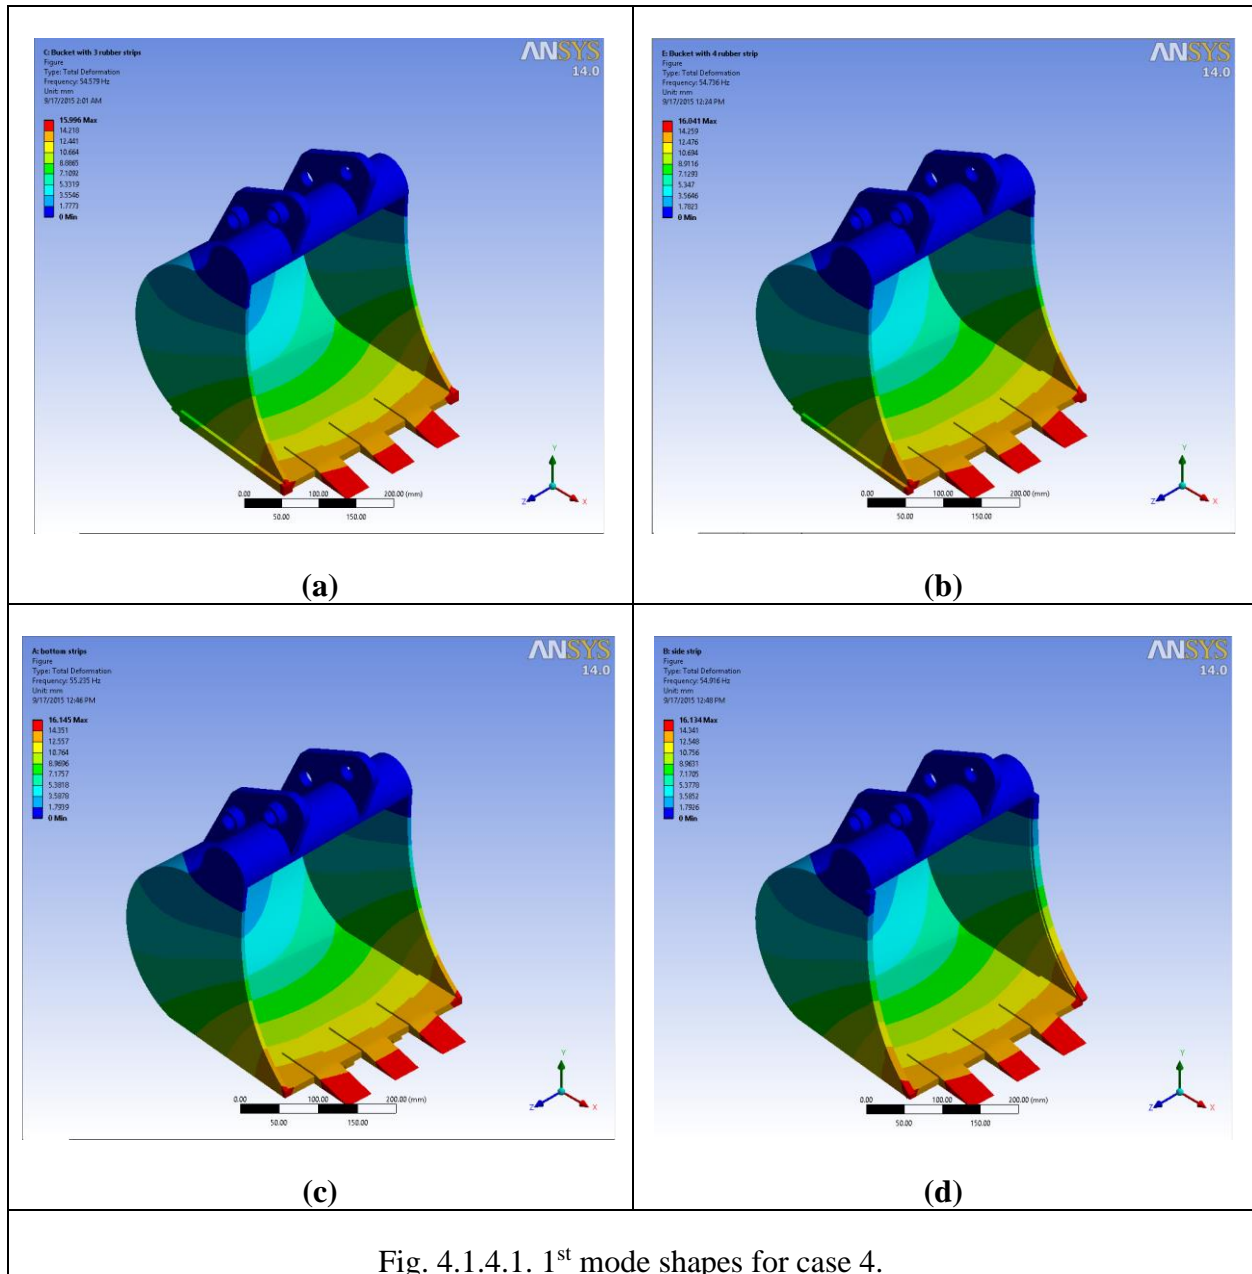 C: Bucket with 3 rubber strips
Figure
Type: Total Deformation
Frequency: 54.579 Hz
Unit: mm
9/17/2015 2:01 AM
ANSYS
14.0
15.996 Max
14.218
12.441
10.664
8.8865
7.1092
5.3319
3.5546
1.7773
0 Min
0.00 100.00 200.00 (mm)
50.00 150.00
Y
Z X
(a)
E: Bucket with 4 rubber strip
Figure
Type: Total Deformation
Frequency: 54.736 Hz
Unit: mm
9/17/2015 12:24 PM
ANSYS
14.0
16.041 Max
14.259
12.476
10.694
8.9116
7.1293
5.347
3.5646
1.7823
0 Min
0.00 100.00 200.00 (mm)
50.00 150.00
Y
Z X
(b)
A: bottom strips
Figure
Type: Total Deformation
Frequency: 55.235 Hz
Unit: mm
9/17/2015 12:46 PM
ANSYS
14.0
16.145 Max
14.351
12.557
10.764
8.9696
7.1757
5.3818
3.5878
1.7939
0 Min
0.00 100.00 200.00 (mm)
50.00 150.00
Y
Z X
(c)
B: side strip
Figure
Type: Total Deformation
Frequency: 54.916 Hz
Unit: mm
9/17/2015 12:48 PM
ANSYS
14.0
16.134 Max
14.341
12.548
10.756
8.9631
7.1705
5.3778
3.5852
1.7926
0 Min
0.00 100.00 200.00 (mm)
50.00 150.00
Y
Z X
(d)
Fig. 4.1.4.1. 1st mode shapes for case 4.